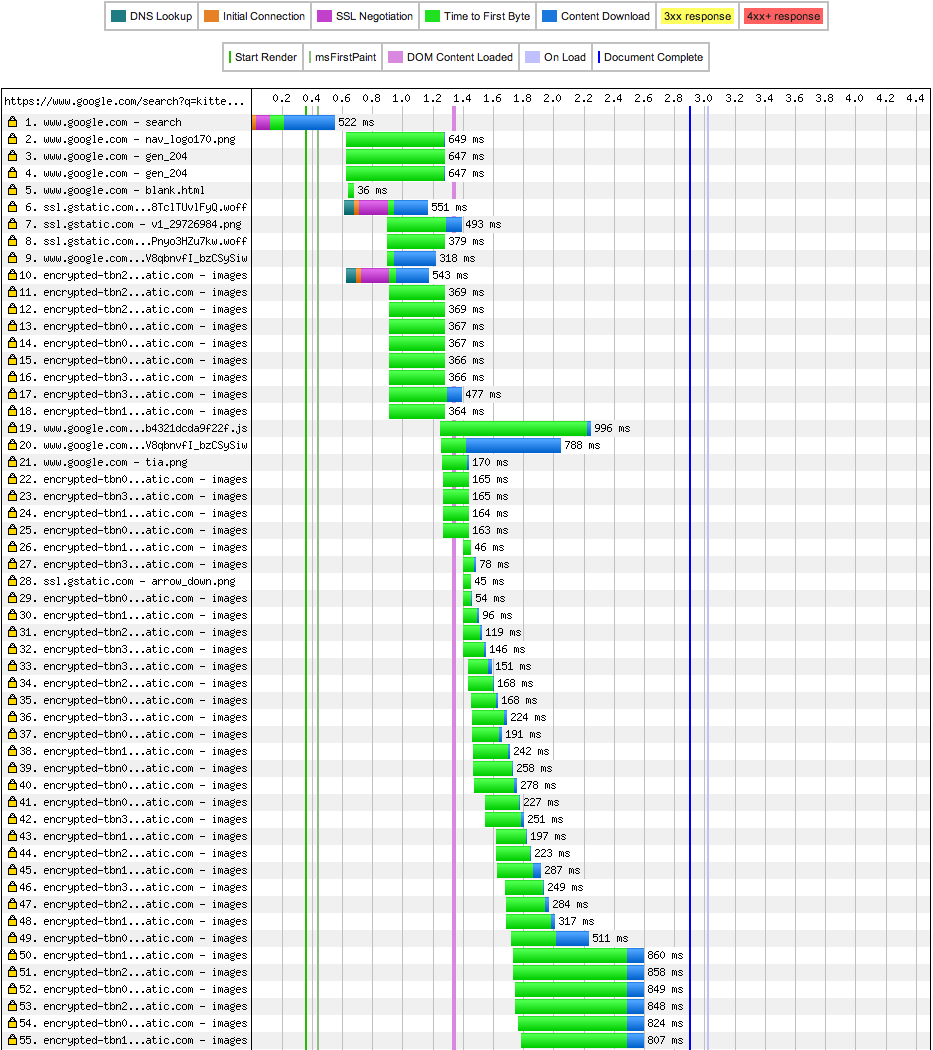 DNS Lookup Initial Connection SSL Negotiation Time to First Byte Content Download 3xx response 4xx+ response
Start Render msFirstPaint DOM Content Loaded On Load Document Complete
https://www.google.com/search?q=kitte... 0.2 0.4 0.6 0.8 1.0 1.2 1.4 1.6 1.8 2.0 2.2 2.4 2.6 2.8 3.0 3.2 3.4 3.6 3.8 4.0 4.2 4.4
1. www.google.com – search 522 ms
2. www.google.com – nav_logo170.png 649 ms
3. www.google.com – gen_204 647 ms
4. www.google.com – gen_204 647 ms
5. www.google.com – blank.html 36 ms
6. ssl.gstatic.com...8TclTUvlFyQ.woff 551 ms
7. ssl.gstatic.com – v1_29726984.png 493 ms
8. ssl.gstatic.com...Pnyo3HZu7kw.woff 379 ms
9. www.google.com...V8qbnvfI_bzCSySiw 318 ms
10. encrypted-tbn2...atic.com – images 543 ms
11. encrypted-tbn2...atic.com – images 369 ms
12. encrypted-tbn2...atic.com – images 369 ms
13. encrypted-tbn0...atic.com – images 367 ms
14. encrypted-tbn0...atic.com – images 367 ms
15. encrypted-tbn0...atic.com – images 366 ms
16. encrypted-tbn3...atic.com – images 366 ms
17. encrypted-tbn3...atic.com – images 477 ms
18. encrypted-tbn1...atic.com – images 364 ms
19. www.google.com...b4321dcda9f22f.js 996 ms
20. www.google.com...V8qbnvfI_bzCSySiw 788 ms
21. www.google.com – tia.png 170 ms
22. encrypted-tbn0...atic.com – images 165 ms
23. encrypted-tbn3...atic.com – images 165 ms
24. encrypted-tbn1...atic.com – images 164 ms
25. encrypted-tbn0...atic.com – images 163 ms
26. encrypted-tbn1...atic.com – images 46 ms
27. encrypted-tbn3...atic.com – images 78 ms
28. ssl.gstatic.com – arrow_down.png 45 ms
29. encrypted-tbn0...atic.com – images 54 ms
30. encrypted-tbn1...atic.com – images 96 ms
31. encrypted-tbn2...atic.com – images 119 ms
32. encrypted-tbn3...atic.com – images 146 ms
33. encrypted-tbn3...atic.com – images 151 ms
34. encrypted-tbn2...atic.com – images 168 ms
35. encrypted-tbn0...atic.com – images 168 ms
36. encrypted-tbn3...atic.com – images 224 ms
37. encrypted-tbn0...atic.com – images 191 ms
38. encrypted-tbn1...atic.com – images 242 ms
39. encrypted-tbn0...atic.com – images 258 ms
40. encrypted-tbn0...atic.com – images 278 ms
41. encrypted-tbn0...atic.com – images 227 ms
42. encrypted-tbn3...atic.com – images 251 ms
43. encrypted-tbn1...atic.com – images 197 ms
44. encrypted-tbn2...atic.com – images 223 ms
45. encrypted-tbn1...atic.com – images 287 ms
46. encrypted-tbn3...atic.com – images 249 ms
47. encrypted-tbn2...atic.com – images 284 ms
48. encrypted-tbn1...atic.com – images 317 ms
49. encrypted-tbn0...atic.com – images 511 ms
50. encrypted-tbn1...atic.com – images 860 ms
51. encrypted-tbn2...atic.com – images 858 ms
52. encrypted-tbn0...atic.com – images 849 ms
53. encrypted-tbn2...atic.com – images 848 ms
54. encrypted-tbn0...atic.com – images 824 ms
55. encrypted-tbn1...atic.com – images 807 ms